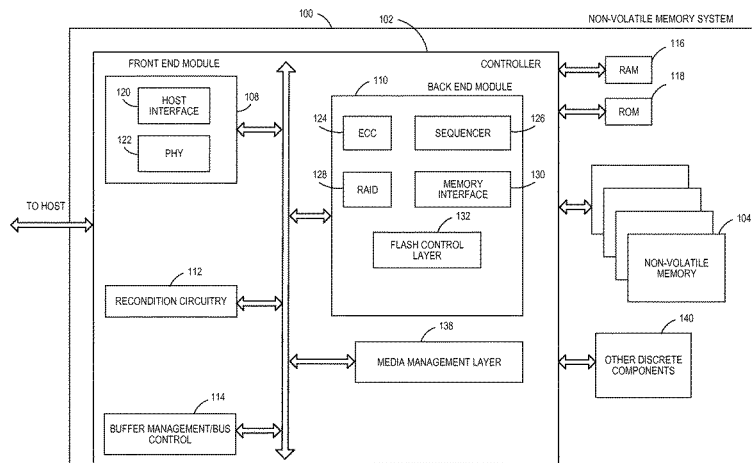 100
NON-VOLATILE MEMORY SYSTEM
102
FRONT END MODULE
CONTROLLER
116
RAM
110
BACK END MODULE
118
ROM
120
HOST
INTERFACE
108
124
ECC
SEQUENCER
126
122
PHY
128
RAID
MEMORY
INTERFACE
130
TO HOST
132
FLASH CONTROL
LAYER
104
NON-VOLATILE
MEMORY
112
RECONDITION CIRCUITRY
138
MEDIA MANAGEMENT LAYER
140
OTHER DISCRETE
COMPONENTS
114
BUFFER MANAGEMENT/BUS
CONTROL